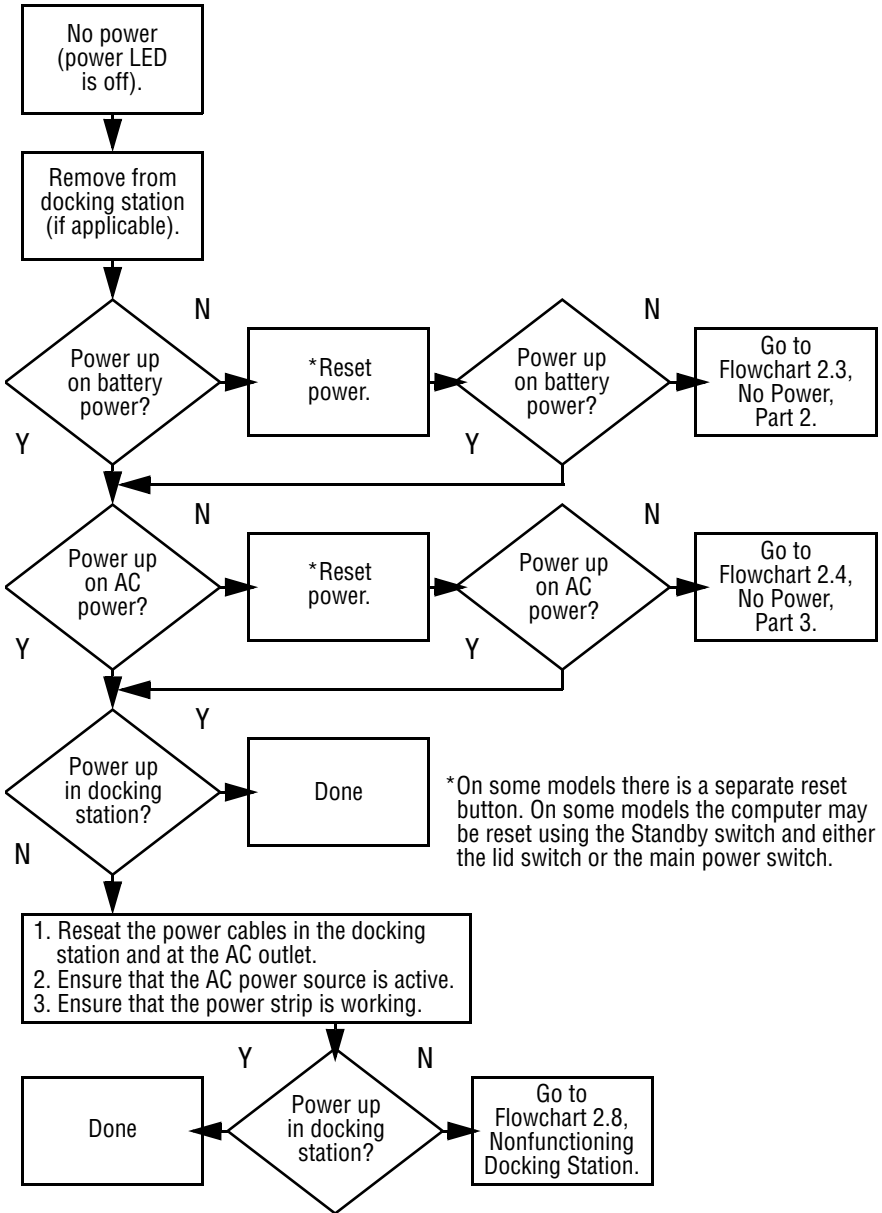 No power
(power LED
is off).
Remove from
docking station
(if applicable).
N
N
Power up
on battery
power?
*Reset
power.
Power up
on battery
power?
Go to
Flowchart 2.3,
No Power,
Part 2.
Y
Y
N
N
Power up
on AC
power?
*Reset
power.
Power up
on AC
power?
Go to
Flowchart 2.4,
No Power,
Part 3.
Y
Y
Y
Power up
in docking
station?
Done
*On some models there is a separate reset
button. On some models the computer may
be reset using the Standby switch and either
the lid switch or the main power switch.
N
1. Reseat the power cables in the docking
station and at the AC outlet.
2. Ensure that the AC power source is active.
3. Ensure that the power strip is working.
Y
N
Done
Power up
in docking
station?
Go to
Flowchart 2.8,
Nonfunctioning
Docking Station.